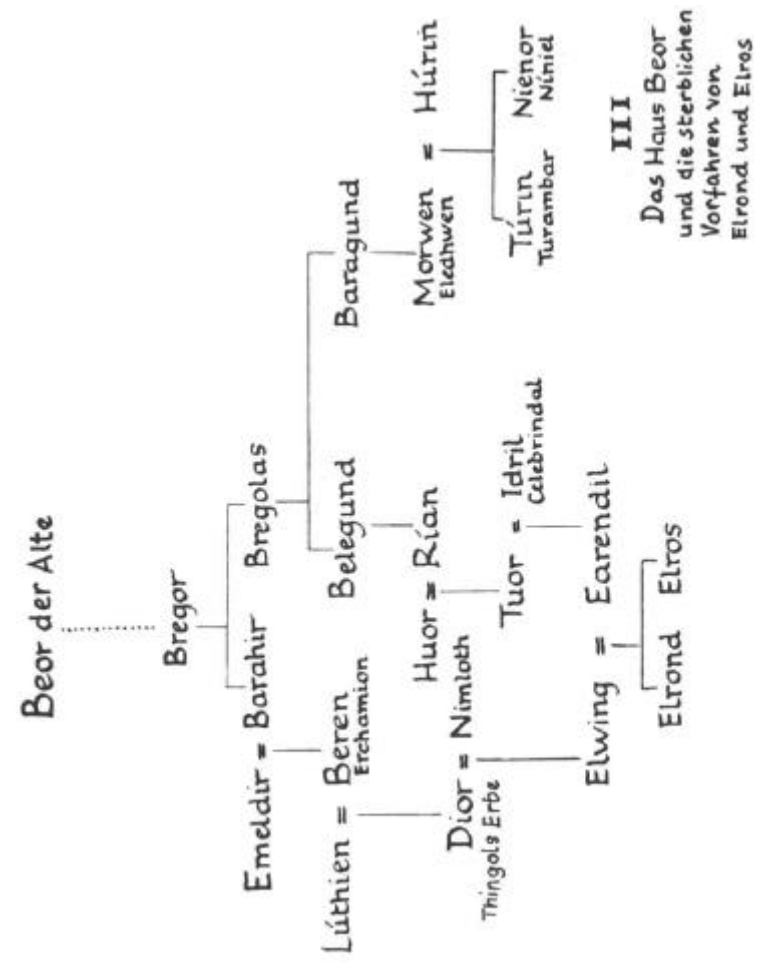 Beor der Alte
Bregor
Emeldir = Barahir Bregolas
Lúthien = Beren Belegund Baragund
Erchamion
Dior = Nimloth Huor = Rían Morwen = Húrin
Thingols Erbe Eledhwen
Tuor = Idril Túrin Nienor
Celebrindal Turambar Níniel
Elwing = Earendil
Elrond Elros
III
Das Haus Beor
und die sterblichen
Vorfahren von
Elrond und Elros